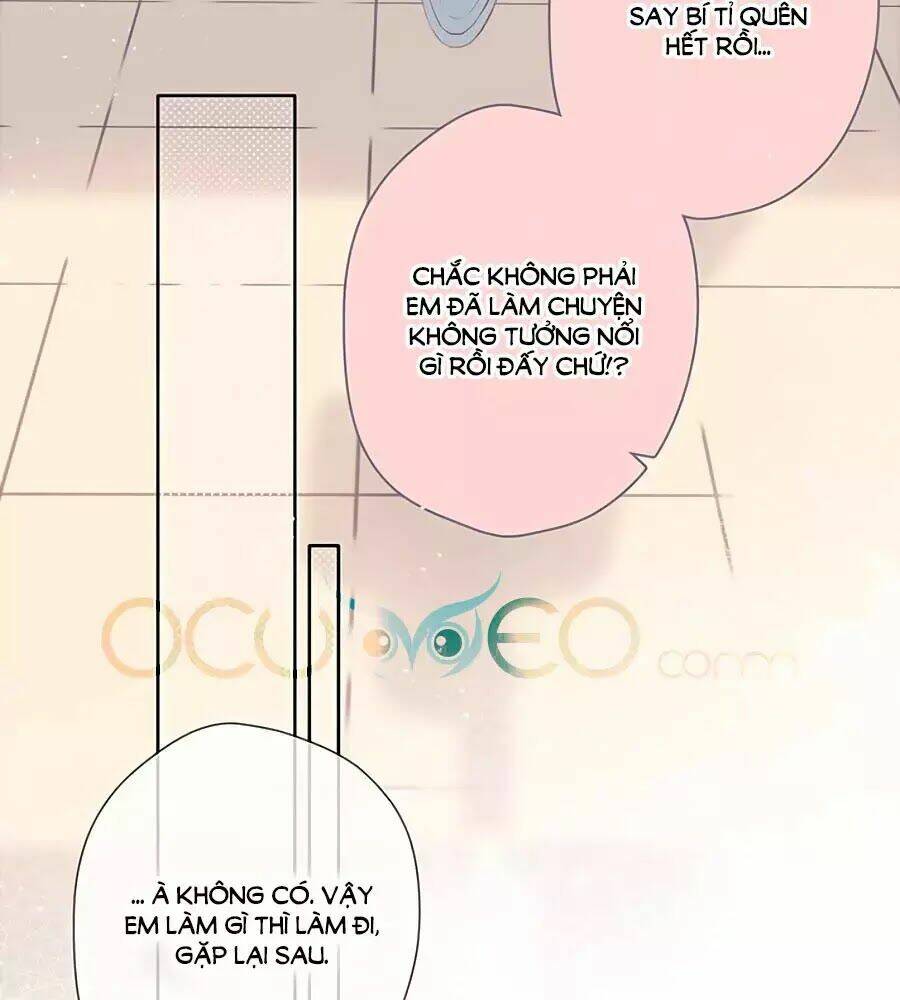 SAY BÍ TỈ QUÊN
HẾT RỒI...
CHẮC KHÔNG PHẢI
EM ĐÃ LÀM CHUYỆN
KHÔNG TƯỞNG NỔI
GÌ RỒI ĐẤY CHỨ!?
... À KHÔNG CÓ. VẬY
EM LÀM GÌ THÌ LÀM ĐI,
GẶP LẠI SAU.